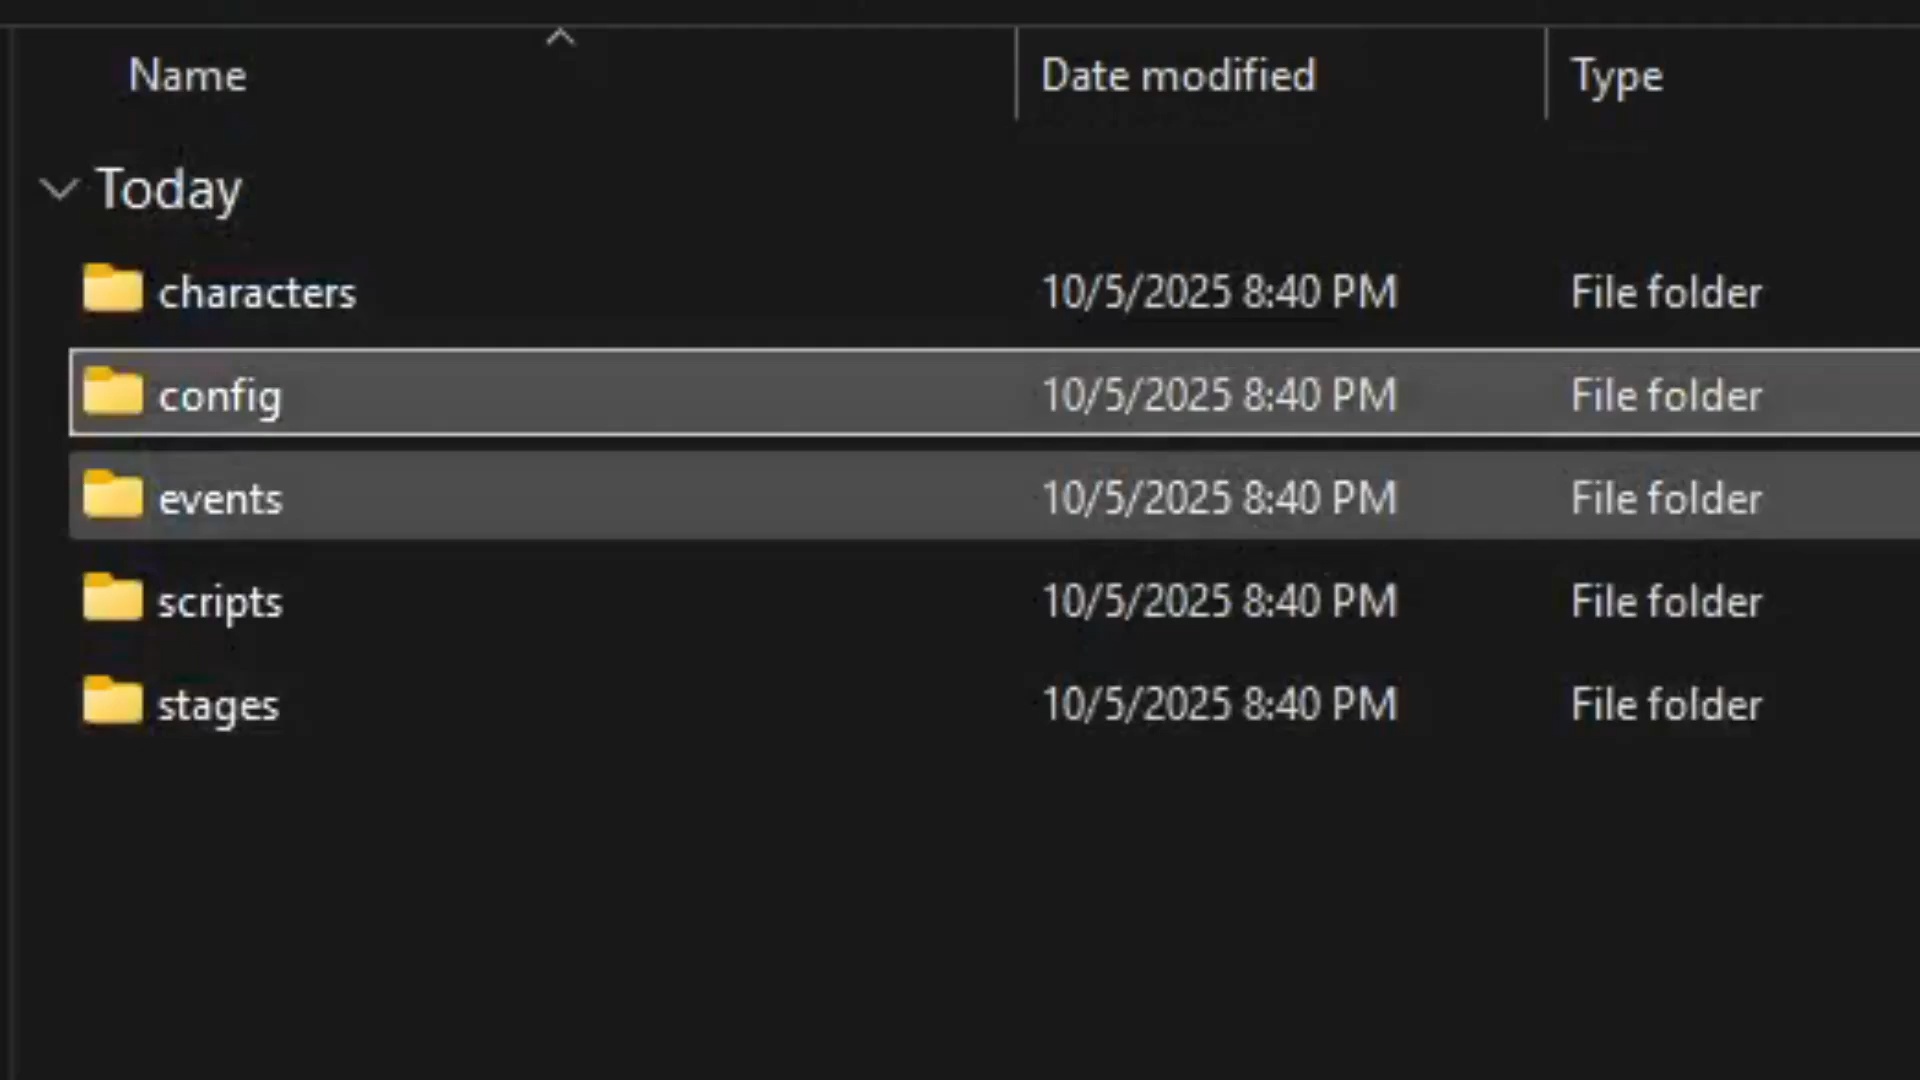 Name Date modified Type
Today
characters 10/5/2025 8:40 PM File folder
config 10/5/2025 8:40 PM File folder
events 10/5/2025 8:40 PM File folder
scripts 10/5/2025 8:40 PM File folder
stages 10/5/2025 8:40 PM File folder